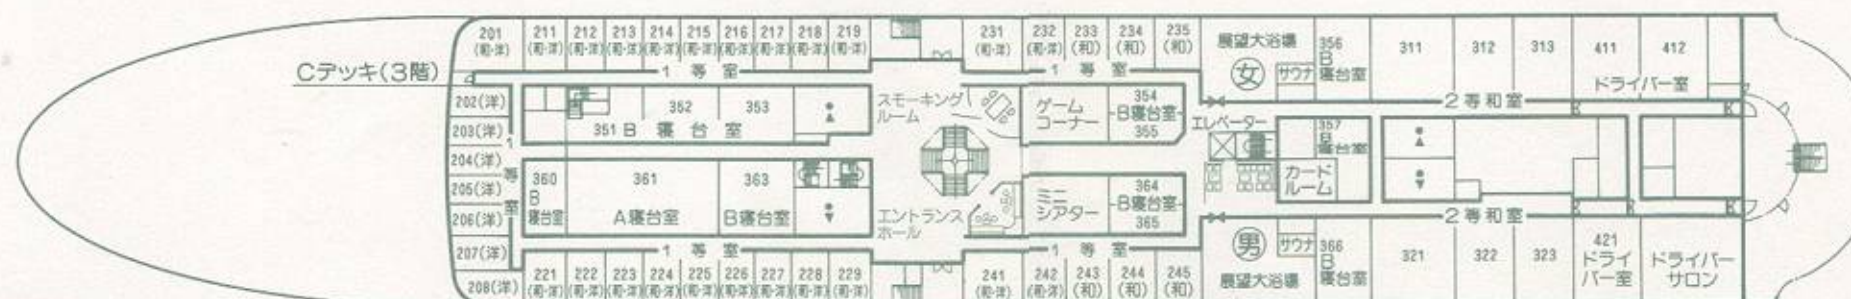 Cデッキ(3階)
201
(和・洋)
211
(和・洋)
212
(和・洋)
213
(和・洋)
214
(和・洋)
215
(和・洋)
216
(和・洋)
217
(和・洋)
218
(和・洋)
219
(和・洋)
231
(和・洋)
232
(和・洋)
233
(和)
234
(和)
235
(和)
展望大浴場
女
サウナ
356
B
寝台室
311
312
313
411
412
ドライバー室
1等室
1等室
2等和室
202(洋)
203(洋)
204(洋)
205(洋)
206(洋)
207(洋)
208(洋)
1等室
352
353
351 B寝台室
スモーキング
ルーム
ゲーム
コーナー
354
B寝台室
355
エレベーター
357
B
寝台室
360
B
寝台室
361
A寝台室
363
B寝台室
エントランス
ホール
ミニ
シアター
364
B寝台室
365
カード
ルーム
1等室
1等室
2等和室
221
(和・洋)
222
(和・洋)
223
(和・洋)
224
(和・洋)
225
(和・洋)
226
(和・洋)
227
(和・洋)
228
(和・洋)
229
(和・洋)
241
(和・洋)
242
(和・洋)
243
(和)
244
(和)
245
(和)
男
サウナ
展望大浴場
366
B
寝台室
321
322
323
421
ドライ
バー室
ドライバー
サロン